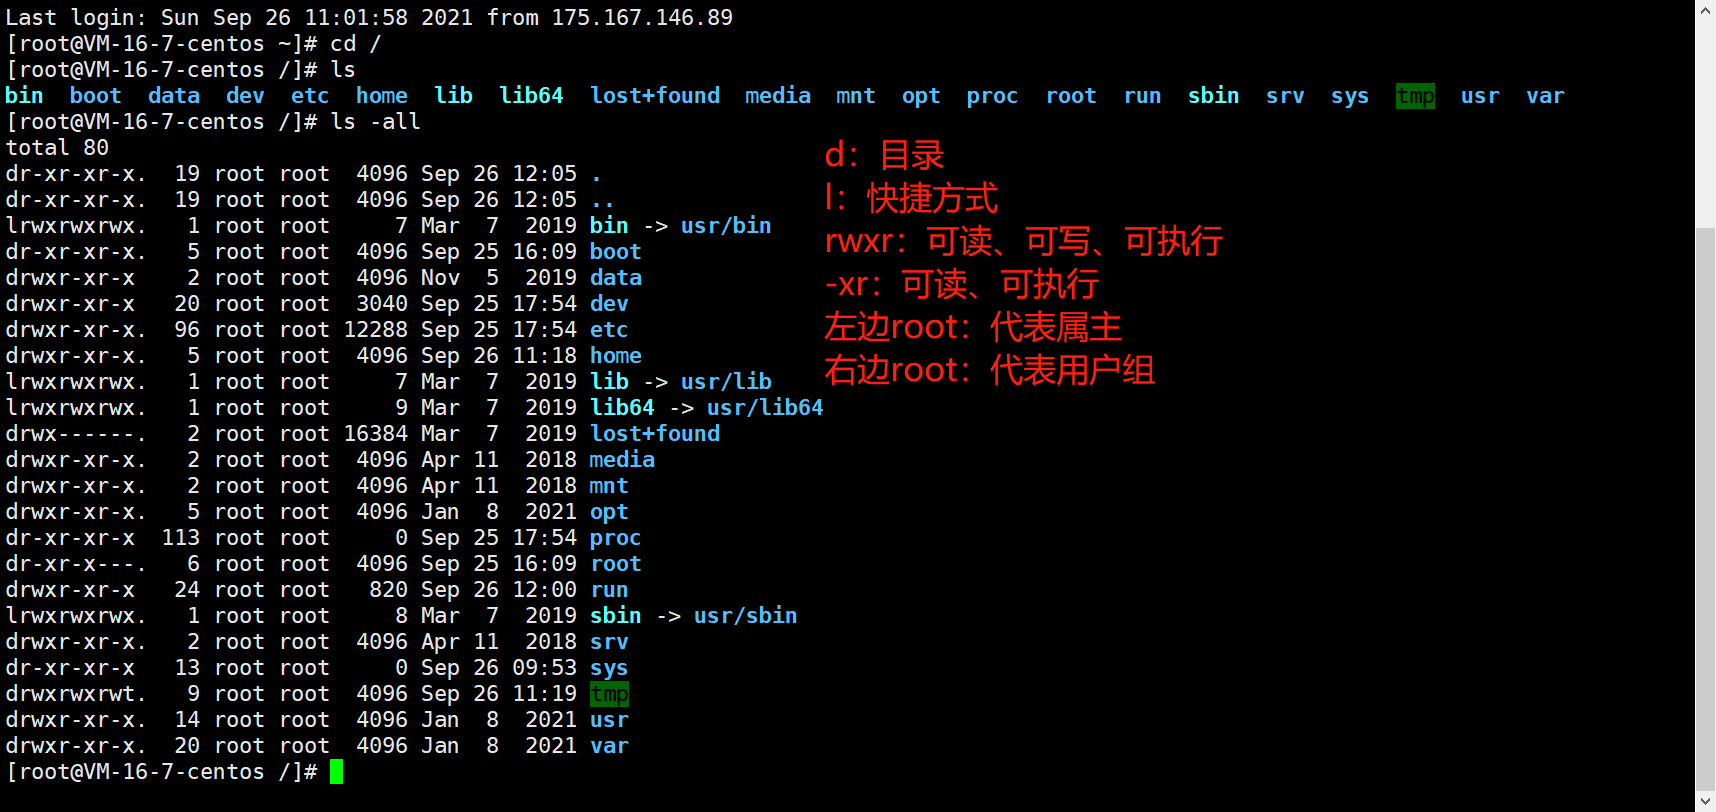 Last login: Sun Sep 26 11:01:58 2021 from 175.167.146.89
[root@VM-16-7-centos ~]# cd /
[root@VM-16-7-centos /]# ls
bin  boot  data  dev  etc  home  lib  lib64  lost+found  media  mnt  opt  proc  root  run  sbin  srv  sys  tmp  usr  var
[root@VM-16-7-centos /]# ls -all
total 80
dr-xr-xr-x.  19 root root  4096 Sep 26 12:05 .
dr-xr-xr-x.  19 root root  4096 Sep 26 12:05 ..
lrwxrwxrwx.   1 root root     7 Mar  7  2019 bin -> usr/bin
dr-xr-xr-x.   5 root root  4096 Sep 25 16:09 boot
drwxr-xr-x    2 root root  4096 Nov  5  2019 data
drwxr-xr-x   20 root root  3040 Sep 25 17:54 dev
drwxr-xr-x.  96 root root 12288 Sep 25 17:54 etc
drwxr-xr-x.   5 root root  4096 Sep 26 11:18 home
lrwxrwxrwx.   1 root root     7 Mar  7  2019 lib -> usr/lib
lrwxrwxrwx.   1 root root     9 Mar  7  2019 lib64 -> usr/lib64
drwx------.   2 root root 16384 Mar  7  2019 lost+found
drwxr-xr-x.   2 root root  4096 Apr 11  2018 media
drwxr-xr-x.   2 root root  4096 Apr 11  2018 mnt
drwxr-xr-x.   5 root root  4096 Jan  8  2021 opt
dr-xr-xr-x  113 root root     0 Sep 25 17:54 proc
dr-xr-x---.   6 root root  4096 Sep 25 16:09 root
drwxr-xr-x   24 root root   820 Sep 26 12:00 run
lrwxrwxrwx.   1 root root     8 Mar  7  2019 sbin -> usr/sbin
drwxr-xr-x.   2 root root  4096 Apr 11  2018 srv
dr-xr-xr-x   13 root root     0 Sep 26 09:53 sys
drwxrwxrwt.   9 root root  4096 Sep 26 11:19 tmp
drwxr-xr-x.  14 root root  4096 Jan  8  2021 usr
drwxr-xr-x.  20 root root  4096 Jan  8  2021 var
[root@VM-16-7-centos /]#
d：目录
l：快捷方式
rwxr：可读、可写、可执行
-xr：可读、可执行
左边root：代表属主
右边root：代表用户组